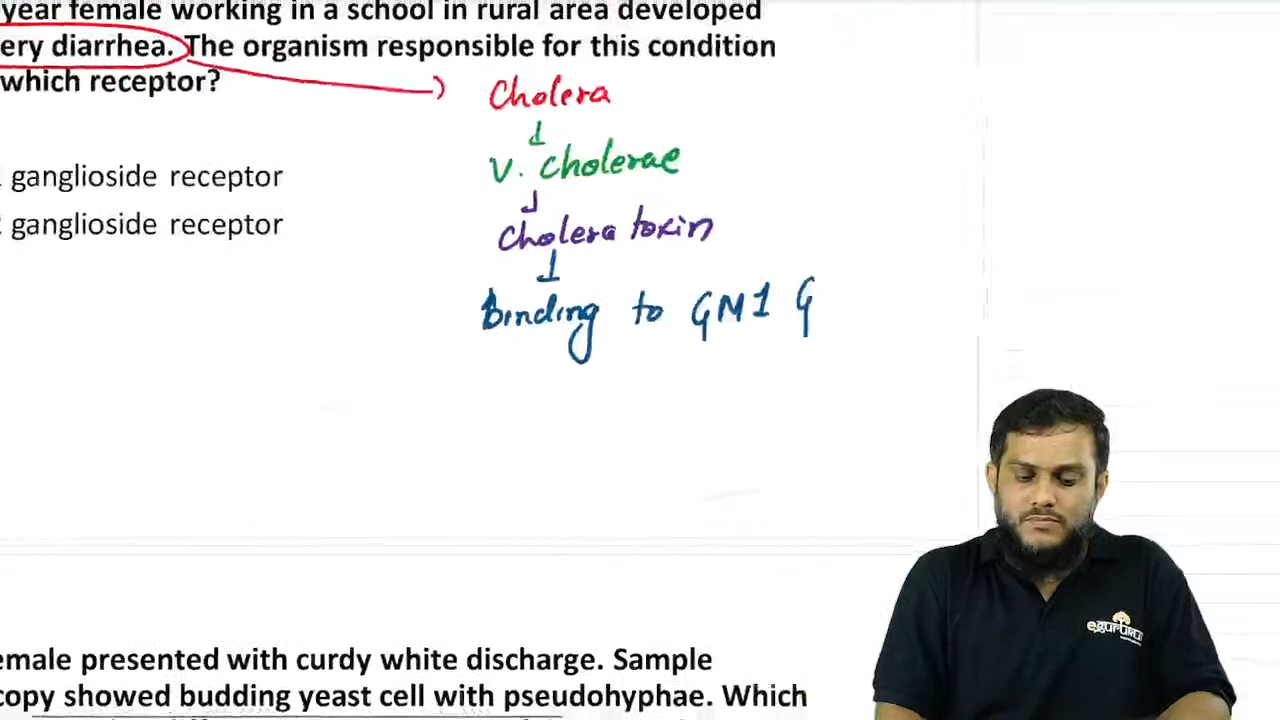 year female working in a school in rural area developed
ery diarrhea. The organism responsible for this condition
which receptor?
Cholera
V. cholerae
ganglioside receptor
ganglioside receptor
Cholera toxin
Binding to GM1 G
egurukul
emale presented with curdy white discharge. Sample
copy showed budding yeast cell with pseudohyphae. Which